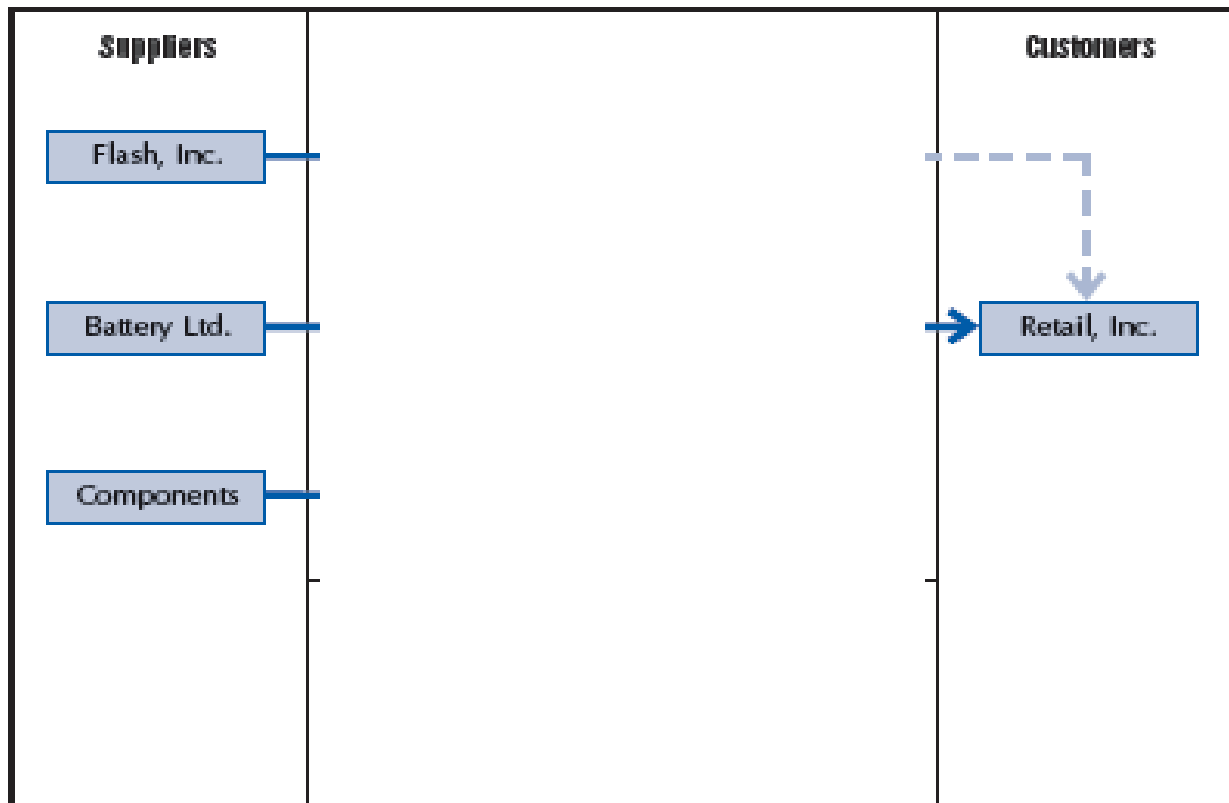 Suppliers
Customers
Flash, Inc.
Battery Ltd.
Retail, Inc.
Components